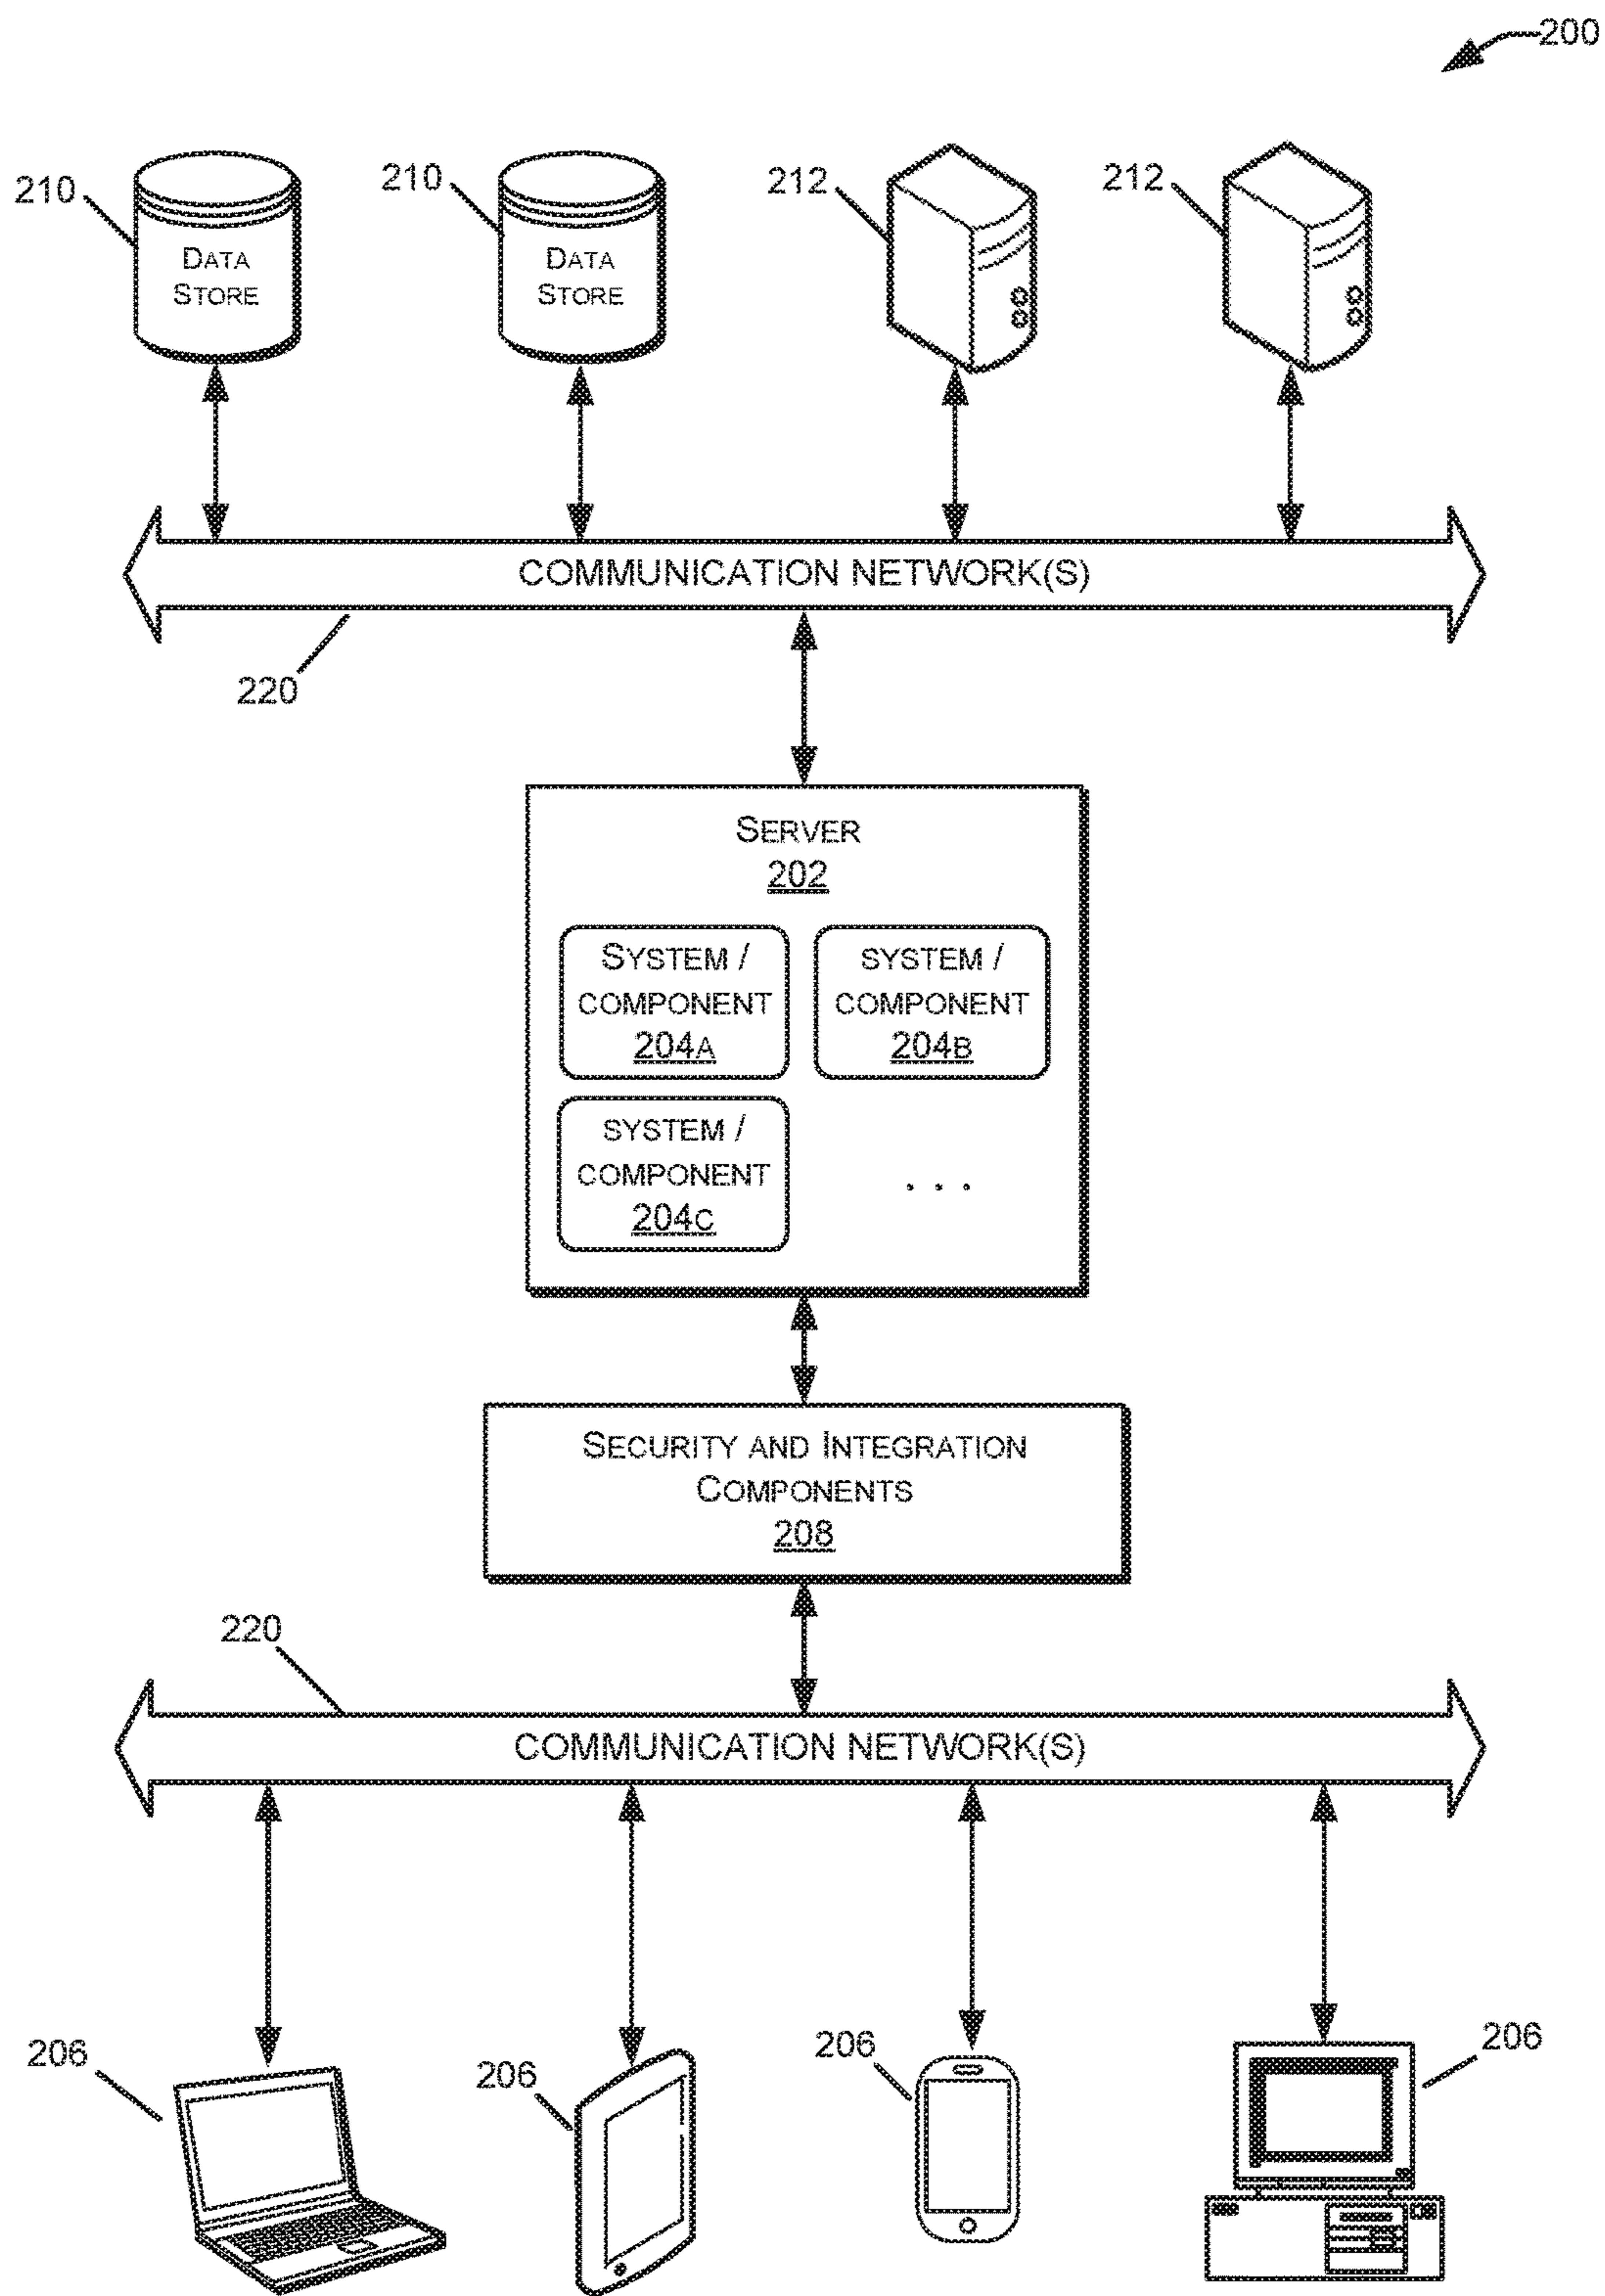 200
210
210
212
212
DATA
STORE
DATA
STORE
COMMUNICATION NETWORK(S)
220
SERVER
202
SYSTEM /
COMPONENT
204A
SYSTEM /
COMPONENT
204B
SYSTEM /
COMPONENT
204C
. . .
SECURITY AND INTEGRATION
COMPONENTS
208
220
COMMUNICATION NETWORK(S)
206
206
206
206